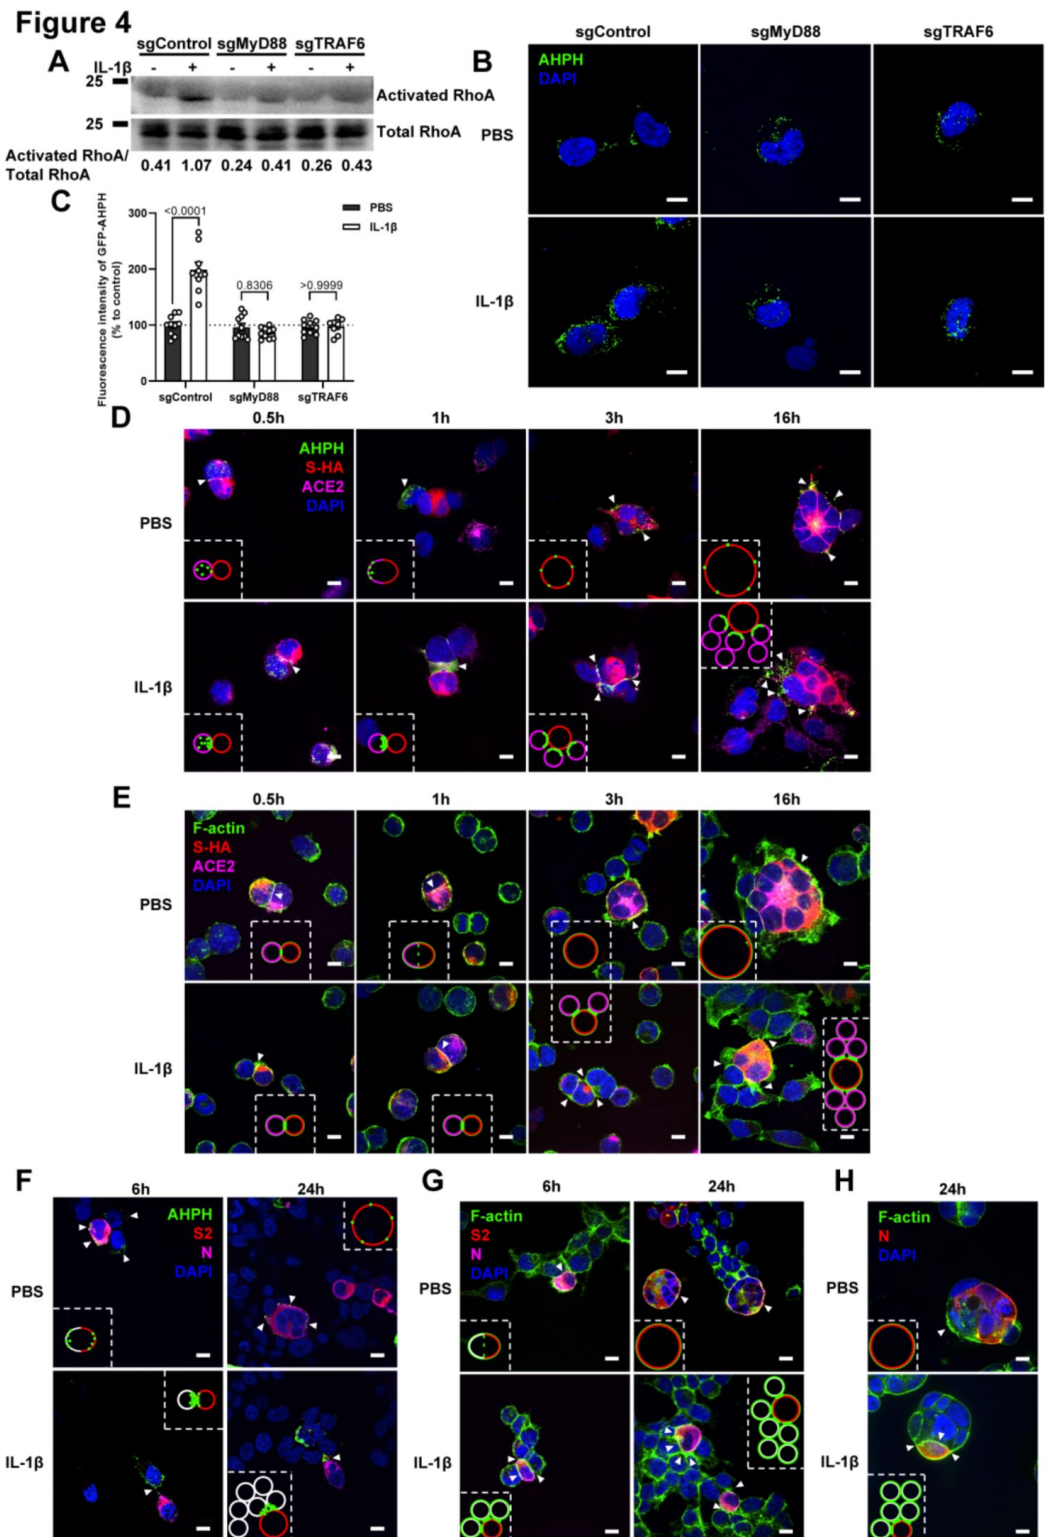 Figure 4
A
sgControl sgMyD88 sgTRAF6
IL-1β - + - + - +
25
Activated RhoA
25
Total RhoA
Activated RhoA/
Total RhoA
0.41 1.07 0.24 0.41 0.26 0.43
B
sgControl sgMyD88 sgTRAF6
AHPH
DAPI
PBS
IL-1β
C
Fluorescence intensity of GFP-AHPH
(% to control)
300
200
100
0
<0.0001
0.8306
>0.9999
PBS
IL-1β
sgControl sgMyD88 sgTRAF6
D
0.5h 1h 3h 16h
AHPH
S-HA
ACE2
DAPI
PBS
IL-1β
E
0.5h 1h 3h 16h
F-actin
S-HA
ACE2
DAPI
PBS
IL-1β
F
6h 24h
AHPH
S2
N
DAPI
PBS
IL-1β
G
6h 24h
F-actin
S2
N
DAPI
PBS
IL-1β
H
24h
F-actin
N
DAPI
PBS
IL-1β